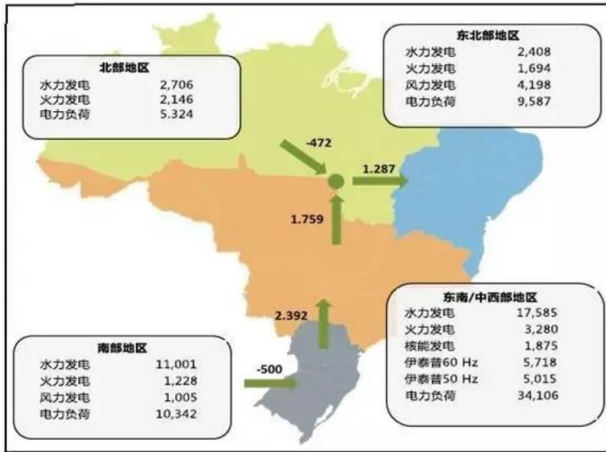 北部地区
水力发电 2,706
火力发电 2,146
电力负荷 5.324
东北部地区
水力发电 2,408
火力发电 1,694
风力发电 4,198
电力负荷 9,587
-472
1.287
1.759
2.392
-500
南部地区
水力发电 11,001
火力发电 1,228
风力发电 1,005
电力负荷 10,342
东南/中西部地区
水力发电 17,585
火力发电 3,280
核能发电 1,875
伊泰普60 Hz 5,718
伊泰普50 Hz 5,015
电力负荷 34,106